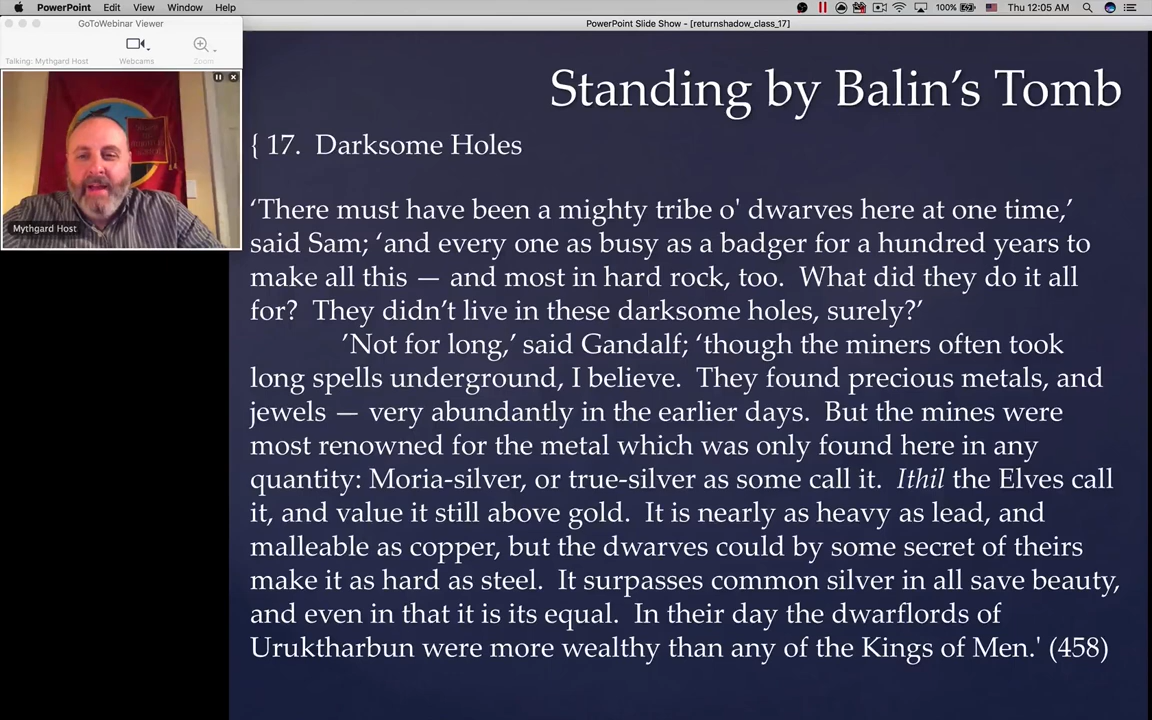 PowerPoint Edit View Window Help
100% Thu 12:05 AM
GoToWebinar Viewer
PowerPoint Slide Show - [returnshadow_class_17]
Talking: Mythgard Host
Webcams
Zoom
Mythgard Host
Standing by Balin’s Tomb
{ 17. Darksome Holes
‘There must have been a mighty tribe o' dwarves here at one time,’
said Sam; ‘and every one as busy as a badger for a hundred years to
make all this — and most in hard rock, too. What did they do it all
for? They didn’t live in these darksome holes, surely?’
’Not for long,’ said Gandalf; ‘though the miners often took
long spells underground, I believe. They found precious metals, and
jewels — very abundantly in the earlier days. But the mines were
most renowned for the metal which was only found here in any
quantity: Moria-silver, or true-silver as some call it. Ithil the Elves call
it, and value it still above gold. It is nearly as heavy as lead, and
malleable as copper, but the dwarves could by some secret of theirs
make it as hard as steel. It surpasses common silver in all save beauty,
and even in that it is its equal. In their day the dwarflords of
Uruktharbun were more wealthy than any of the Kings of Men.' (458)